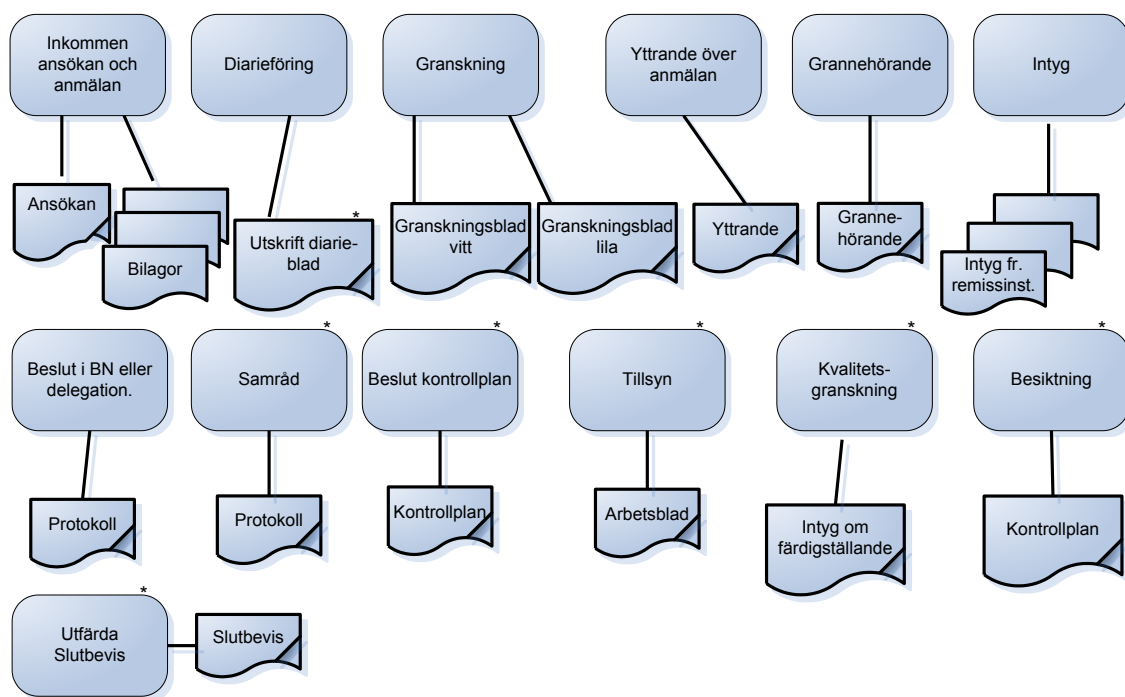 Inkommen
ansökan och
anmälan
Diarieföring
Granskning
Yttrande över
anmälan
Grannehörande
Intyg
Ansökan
Bilagor
*
Utskrift diarie-
blad
Granskningsblad
vitt
Granskningsblad
lila
Yttrande
Granne-
hörande
Intyg fr.
remissinst.
Beslut i BN eller
delegation.
*
Samråd
*
Beslut kontrollplan
*
Tillsyn
*
Kvalitets-
granskning
*
Besiktning
Protokoll
Protokoll
Kontrollplan
Arbetsblad
Intyg om
färdigställande
Kontrollplan
*
Utfärda
Slutbevis
Slutbevis